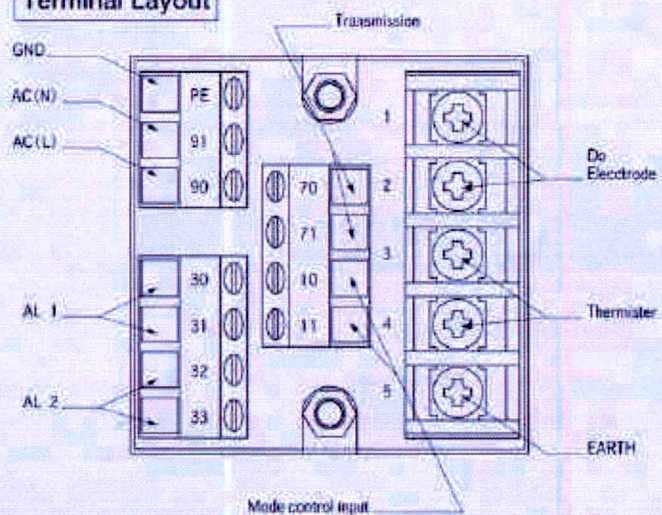 Terminal Layout
Transmission
GND
AC(N)
AC(L)
PE
91
90
70
71
10
11
30
31
32
33
AL 1
AL 2
1
2
3
4
5
Do
Elecctrode
Thermister
EARTH
Mode control input